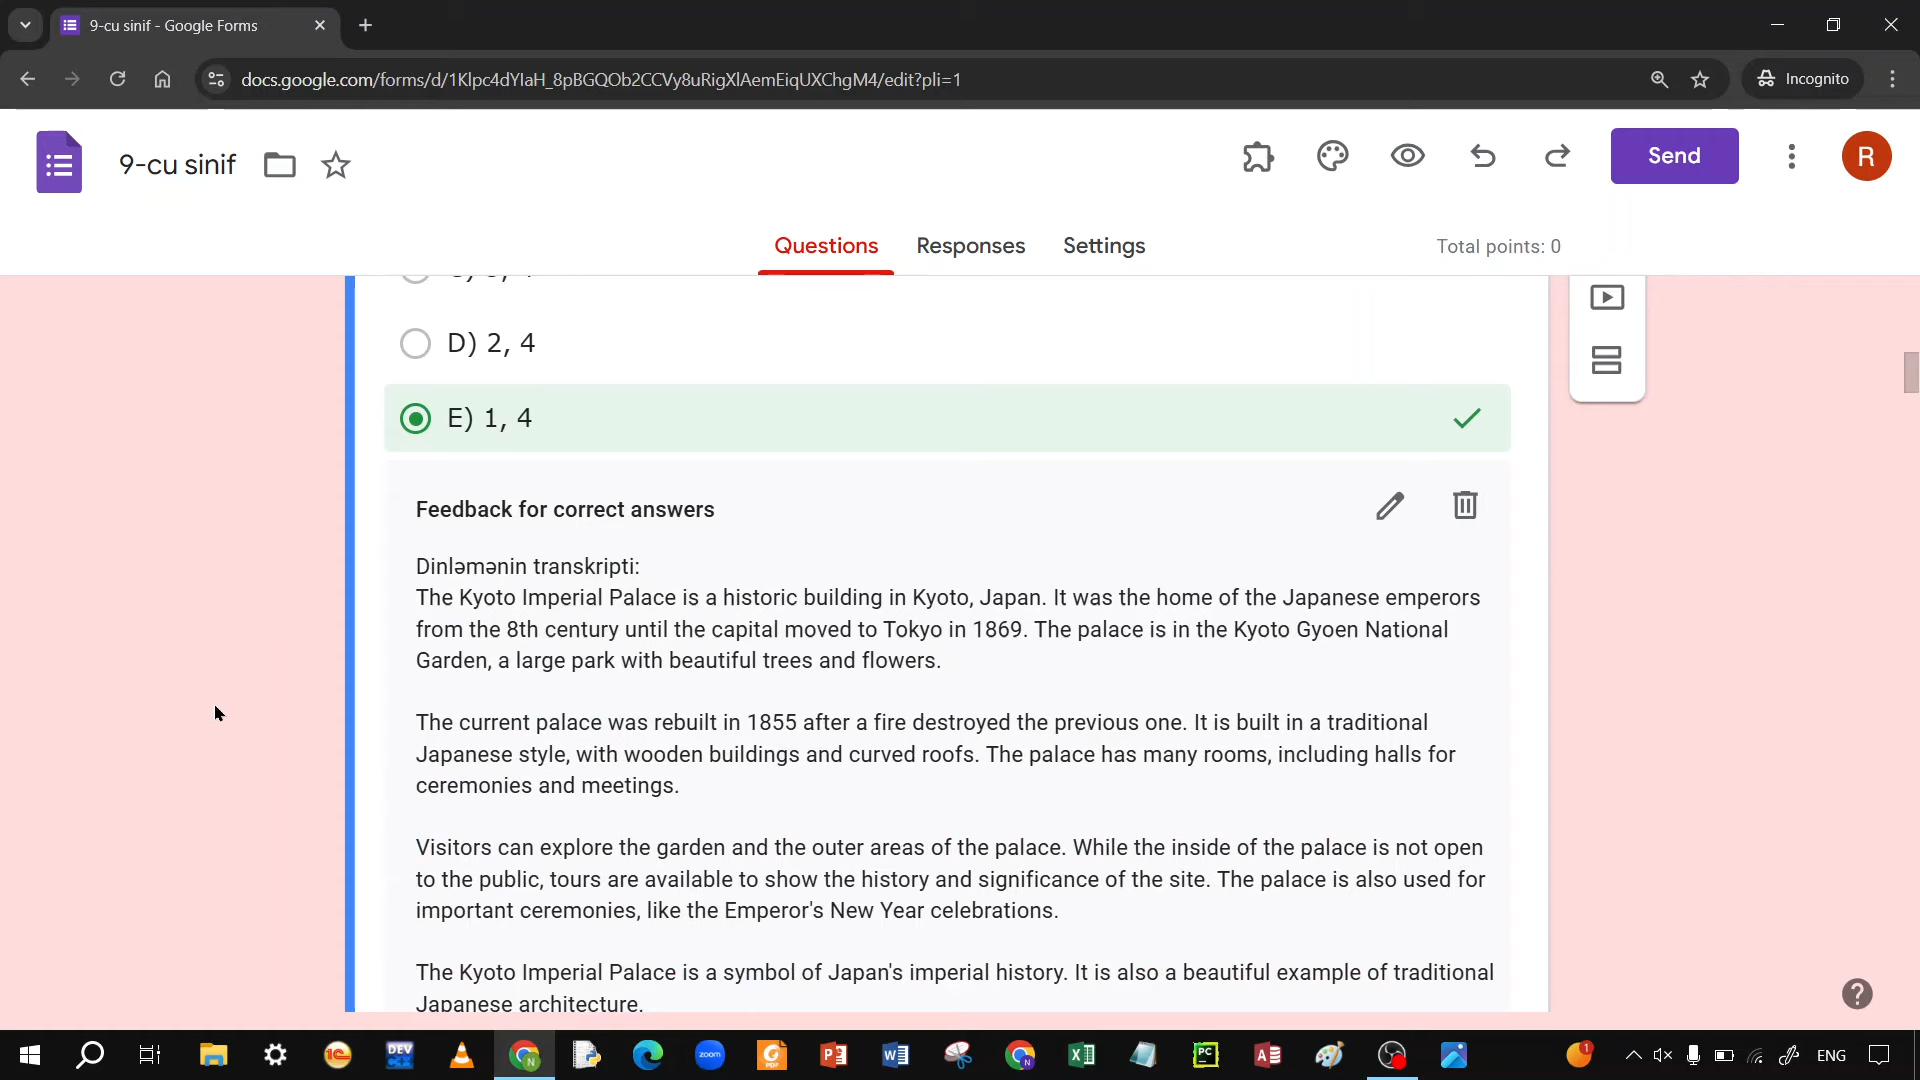 9-cu sinif - Google Forms
docs.google.com/forms/d/1Klpc4dYIaH_8pBGQOb2CCVy8uRigXlAemEiqUXChgM4/edit?pli=1
Incognito
9-cu sinif
Send
R
Questions
Responses
Settings
Total points: 0
D) 2, 4
E) 1, 4
Feedback for correct answers
Dinləmənin transkripti:
The Kyoto Imperial Palace is a historic building in Kyoto, Japan. It was the home of the Japanese emperors
from the 8th century until the capital moved to Tokyo in 1869. The palace is in the Kyoto Gyoen National
Garden, a large park with beautiful trees and flowers.
The current palace was rebuilt in 1855 after a fire destroyed the previous one. It is built in a traditional
Japanese style, with wooden buildings and curved roofs. The palace has many rooms, including halls for
ceremonies and meetings.
Visitors can explore the garden and the outer areas of the palace. While the inside of the palace is not open
to the public, tours are available to show the history and significance of the site. The palace is also used for
important ceremonies, like the Emperor's New Year celebrations.
The Kyoto Imperial Palace is a symbol of Japan's imperial history. It is also a beautiful example of traditional
Japanese architecture.
ENG